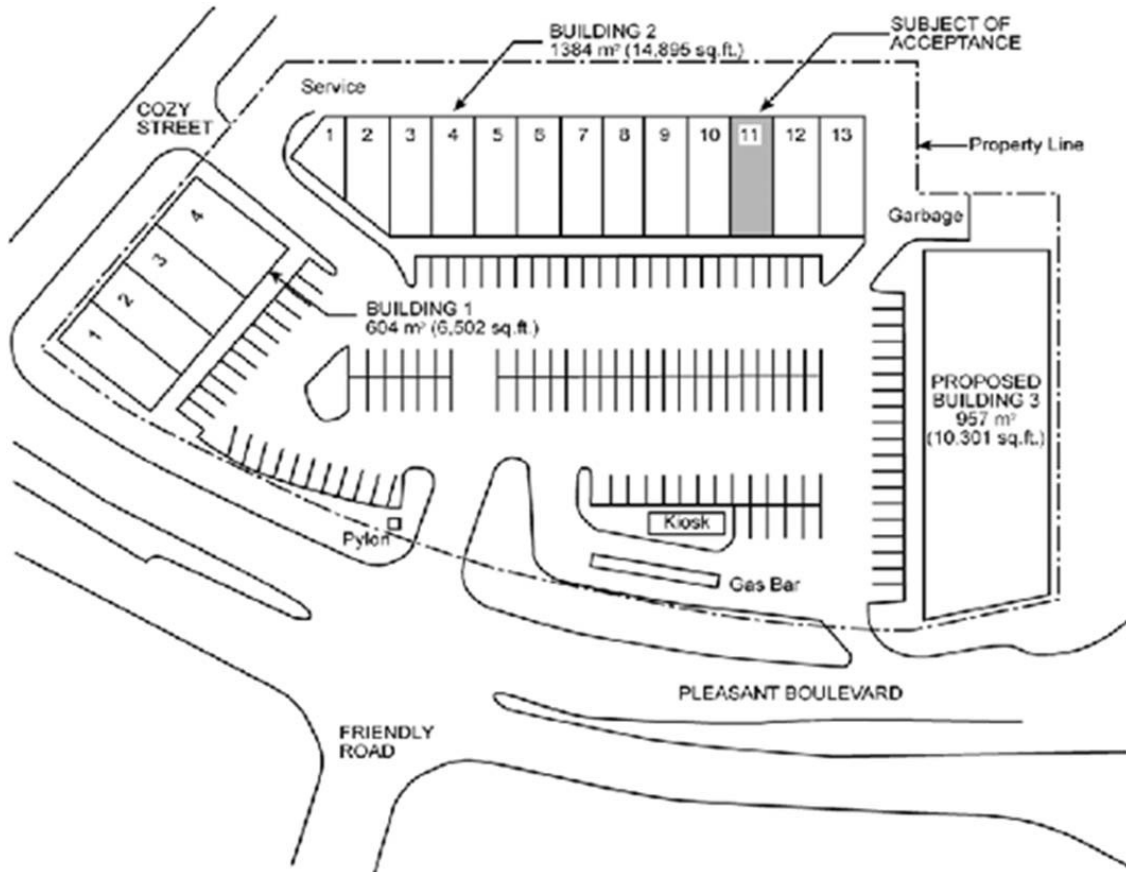 BUILDING 2
1384 m² (14,895 sq.ft.)
SUBJECT OF
ACCEPTANCE
Service
COZY
STREET
1 2 3 4 5 6 7 8 9 10 11 12 13
Property Line
4
3
2
1
Garbage
BUILDING 1
604 m² (6,502 sq.ft.)
PROPOSED
BUILDING 3
957 m²
(10,301 sq.ft.)
Pylon
Kiosk
Gas Bar
PLEASANT BOULEVARD
FRIENDLY
ROAD